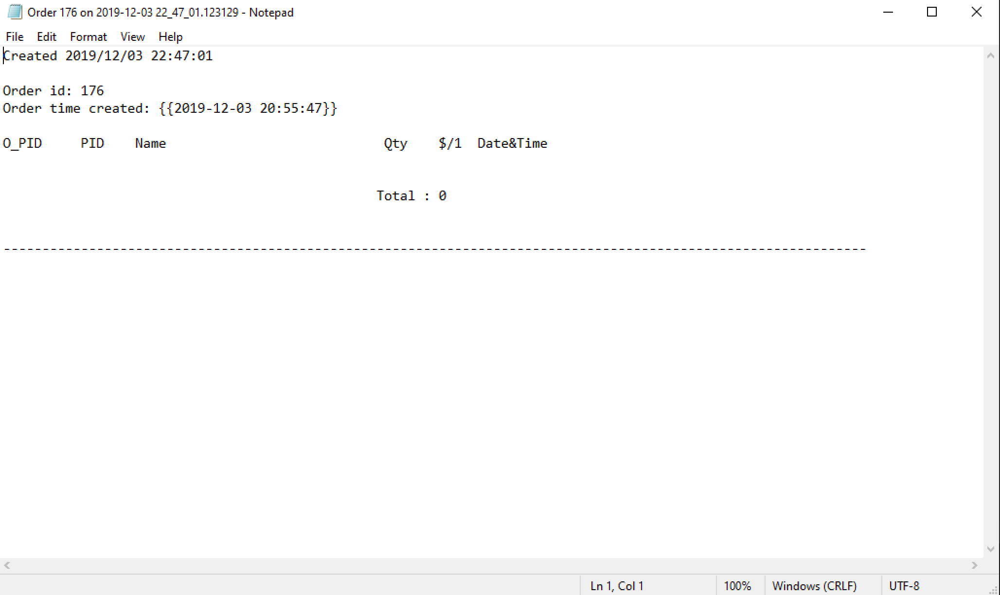 Order 176 on 2019-12-03 22_47_01.123129 - Notepad
File Edit Format View Help
Created 2019/12/03 22:47:01
Order id: 176
Order time created: {{2019-12-03 20:55:47}}
O_PID PID Name Qty $/1 Date&Time
Total : 0
---------------------------------------------------------------------------------------------------------------
Ln 1, Col 1 100% Windows (CRLF) UTF-8